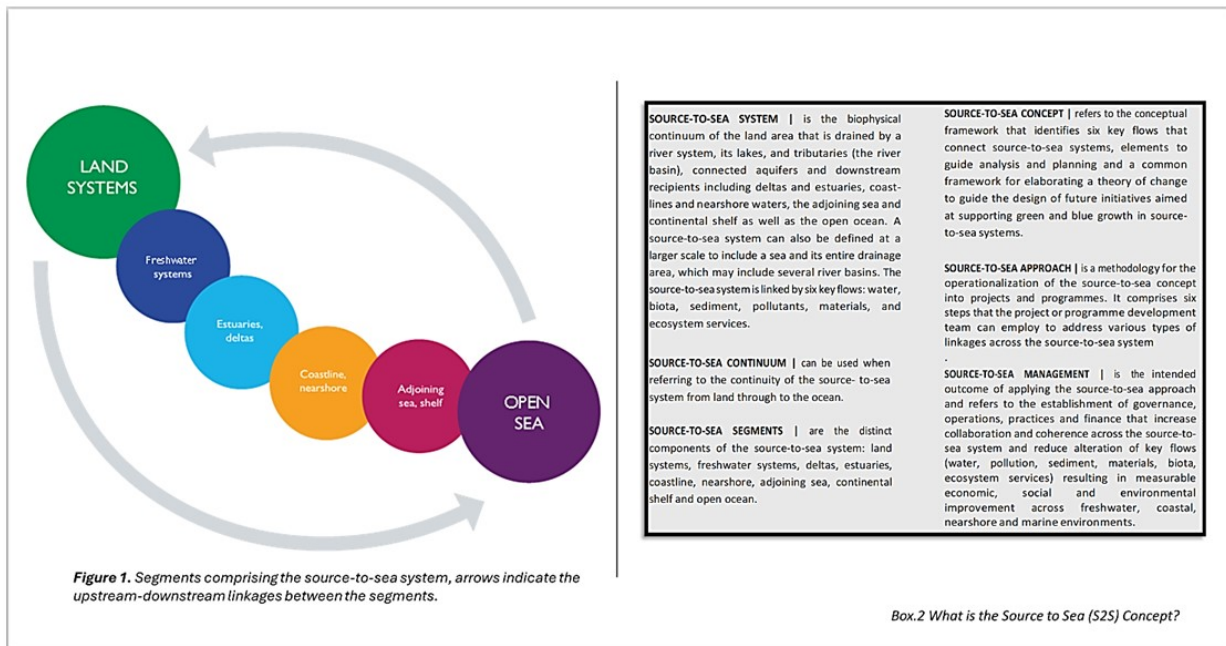 LAND
SYSTEMS
Freshwater
systems
Estuaries,
deltas
Coastline,
nearshore
Adjoining
sea, shelf
OPEN
SEA
Figure 1. Segments comprising the source-to-sea system, arrows indicate the
upstream-downstream linkages between the segments.
SOURCE-TO-SEA SYSTEM | is the biophysical
continuum of the land area that is drained by a
river system, its lakes, and tributaries (the river
basin), connected aquifers and downstream
recipients including deltas and estuaries, coast-
lines and nearshore waters, the adjoining sea and
continental shelf as well as the open ocean. A
source-to-sea system can also be defined at a
larger scale to include a sea and its entire drainage
area, which may include several river basins. The
source-to-sea system is linked by six key flows: water,
biota, sediment, pollutants, materials, and
ecosystem services.
SOURCE-TO-SEA CONTINUUM | can be used when
referring to the continuity of the source- to-sea
system from land through to the ocean.
SOURCE-TO-SEA SEGMENTS | are the distinct
components of the source-to-sea system: land
systems, freshwater systems, deltas, estuaries,
coastline, nearshore, adjoining sea, continental
shelf and open ocean.
SOURCE-TO-SEA CONCEPT | refers to the conceptual
framework that identifies six key flows that
connect source-to-sea systems, elements to
guide analysis and planning and a common
framework for elaborating a theory of change
to guide the design of future initiatives aimed
at supporting green and blue growth in source-
to-sea systems.
SOURCE-TO-SEA APPROACH | is a methodology for the
operationalization of the source-to-sea concept
into projects and programmes. It comprises six
steps that the project or programme development
team can employ to address various types of
linkages across the source-to-sea system
.
SOURCE-TO-SEA MANAGEMENT | is the intended
outcome of applying the source-to-sea approach
and refers to the establishment of governance,
operations, practices and finance that increase
collaboration and coherence across the source-to-
sea system and reduce alteration of key flows
(water, pollution, sediment, materials, biota,
ecosystem services) resulting in measurable
economic, social and environmental
improvement across freshwater, coastal,
nearshore and marine environments.
Box.2 What is the Source to Sea (S2S) Concept?